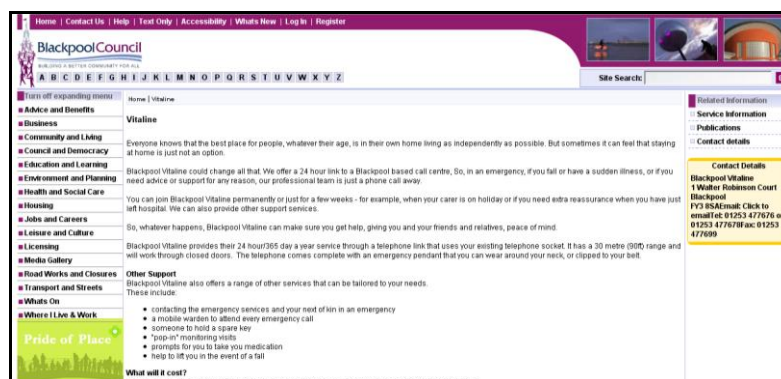 Home | Contact Us | Help | Text Only | Accessibility | Whats New | Log In | Register
BlackpoolCouncil
BUILDING A BETTER COMMUNITY FOR ALL
A B C D E F G H I J K L M N O P Q R S T U V W X Y Z
Site Search:
Turn off expanding menu
Advice and Benefits
Business
Community and Living
Council and Democracy
Education and Learning
Environment and Planning
Health and Social Care
Housing
Jobs and Careers
Leisure and Culture
Licensing
Media Gallery
Road Works and Closures
Transport and Streets
Whats On
Where I Live & Work
Pride of Place
Home | Vitaline
Vitaline
Everyone knows that the best place for people, whatever their age, is in their own home living as independently as possible. But sometimes it can feel that staying
at home is just not an option.
Blackpool Vitaline could change all that. We offer a 24 hour link to a Blackpool based call centre, So, in an emergency, if you fall or have a sudden illness, or if you
need advice or support for any reason, our professional team is just a phone call away.
You can join Blackpool Vitaline permanently or just for a few weeks - for example, when your carer is on holiday or if you need extra reassurance when you have just
left hospital. We can also provide other support services.
So, whatever happens, Blackpool Vitaline can make sure you get help, giving you and your friends and relatives, peace of mind.
Blackpool Vitaline provides their 24 hour/365 day a year service through a telephone link that uses your existing telephone socket. It has a 30 metre (90ft) range and
will work through closed doors. The telephone comes complete with an emergency pendant that you can wear around your neck, or clipped to your belt.
Other Support
Blackpool Vitaline also offers a range of other services that can be tailored to your needs.
These include:
contacting the emergency services and your next of kin in an emergency
a mobile warden to attend every emergency call
someone to hold a spare key
"pop-in" monitoring visits
prompts for you to take you medication
help to lift you in the event of a fall
What will it cost?
Related Information
Service Information
Publications
Contact details
Contact Details
Blackpool Vitaline
1 Walter Robinson Court
Blackpool
FY3 8SAEmail: Click to
emailTel: 01253 477676 o
01253 477678Fax: 01253
477699